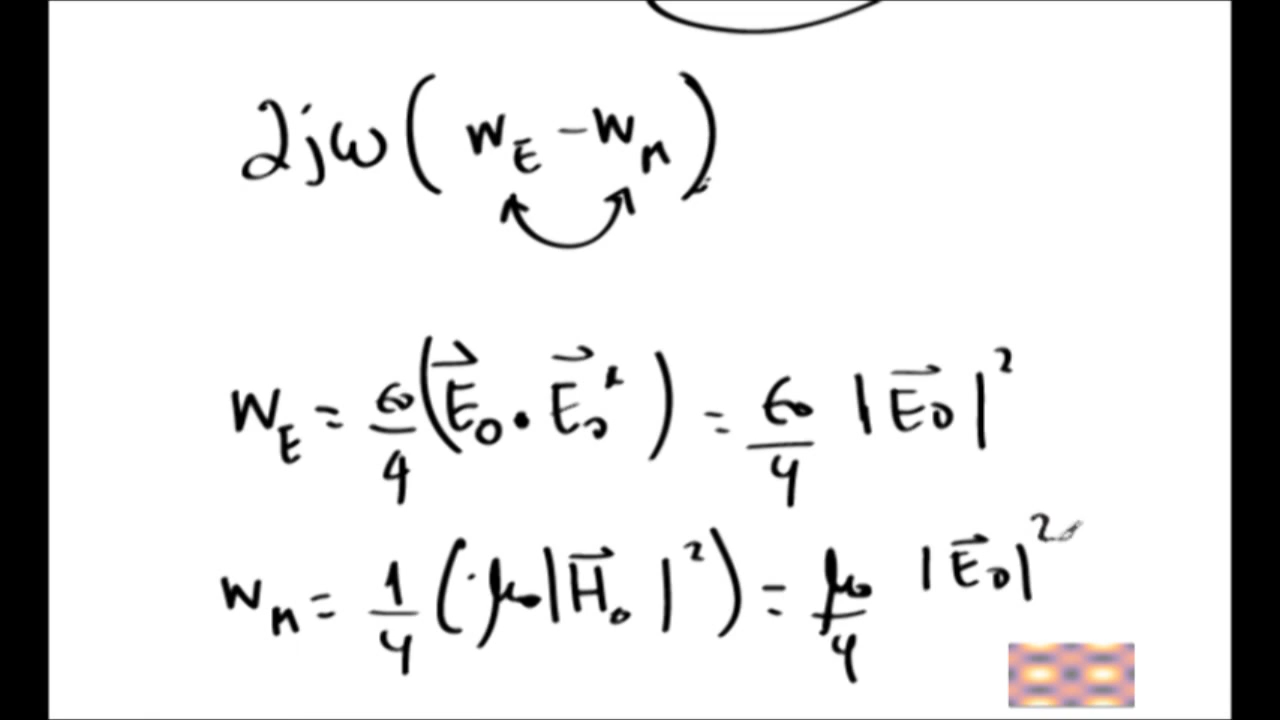 2jω(w_E − w_m)
w_E = ε₀/4 (E⃗₀ · E⃗₀*) = ε₀/4 |E⃗₀|²
w_m = 1/4 (μ₀|H⃗₀|²) = μ₀/4 |E⃗₀|²